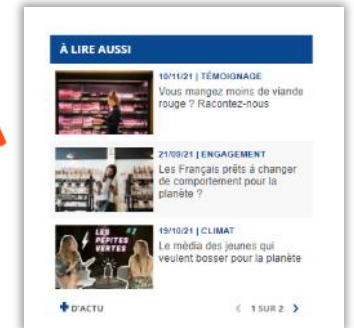 À LIRE AUSSI
10/11/21 | TÉMOIGNAGE
Vous mangez moins de viande
rouge ? Racontez-nous
21/09/21 | ENGAGEMENT
Les Français prêts à changer
de comportement pour la
planète ?
LES #1
PÉPITES
VERTES
19/10/21 | CLIMAT
Le média des jeunes qui
veulent bosser pour la planète
+ D'ACTU
< 1 SUR 2 >